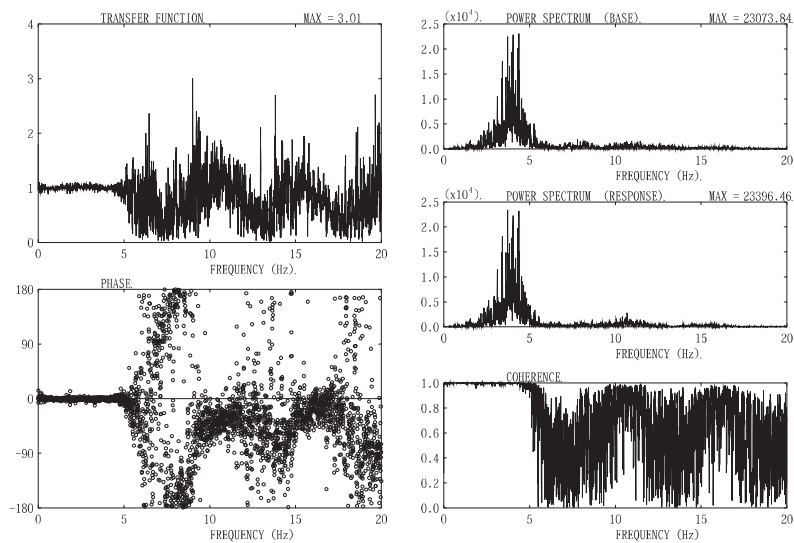 TRANSFER FUNCTION. MAX = 3.01
4
3
2
1
0
0 5 10 15 20
FREQUENCY (Hz).
PHASE.
180
90
0
-90
-180
0 5 10 15 20
FREQUENCY (Hz)
(x10⁴). POWER SPECTRUM (BASE) MAX = 23073.84.
2.5
2.0
1.5
1.0
0.5
0.0
0 5 10 15 20
FREQUENCY (Hz).
(x10⁴). POWER SPECTRUM (RESPONSE). MAX = 23396.46.
2.5
2.0
1.5
1.0
0.5
0.0
0 5 10 15 20
FREQUENCY (Hz).
COHERENCE.
1.0
0.8
0.6
0.4
0.2
0.0
0 5 10 15 20
FREQUENCY (Hz)